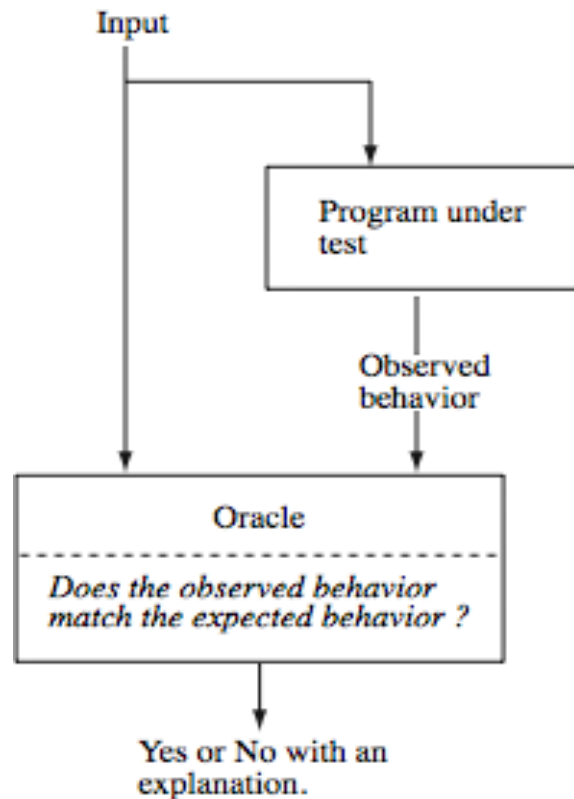 Input
Program under
test
Observed
behavior
Oracle
Does the observed behavior
match the expected behavior ?
Yes or No with an
explanation.